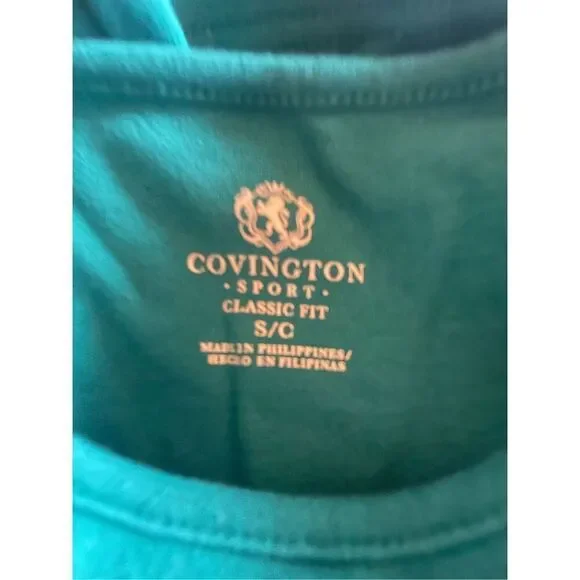 COVINGTON
· SPORT ·
CLASSIC FIT
S/C
MADE IN PHILIPPINES/
HECHO EN FILIPINAS